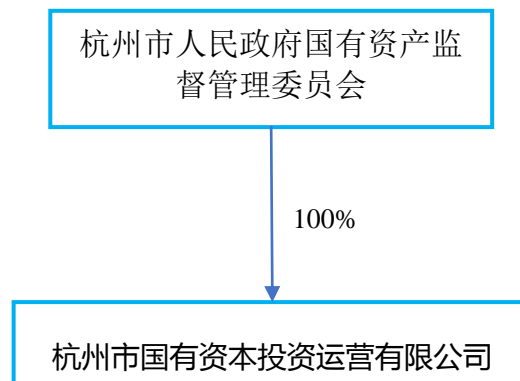 杭州市人民政府国有资产监
督管理委员会
100%
杭州市国有资本投资运营有限公司